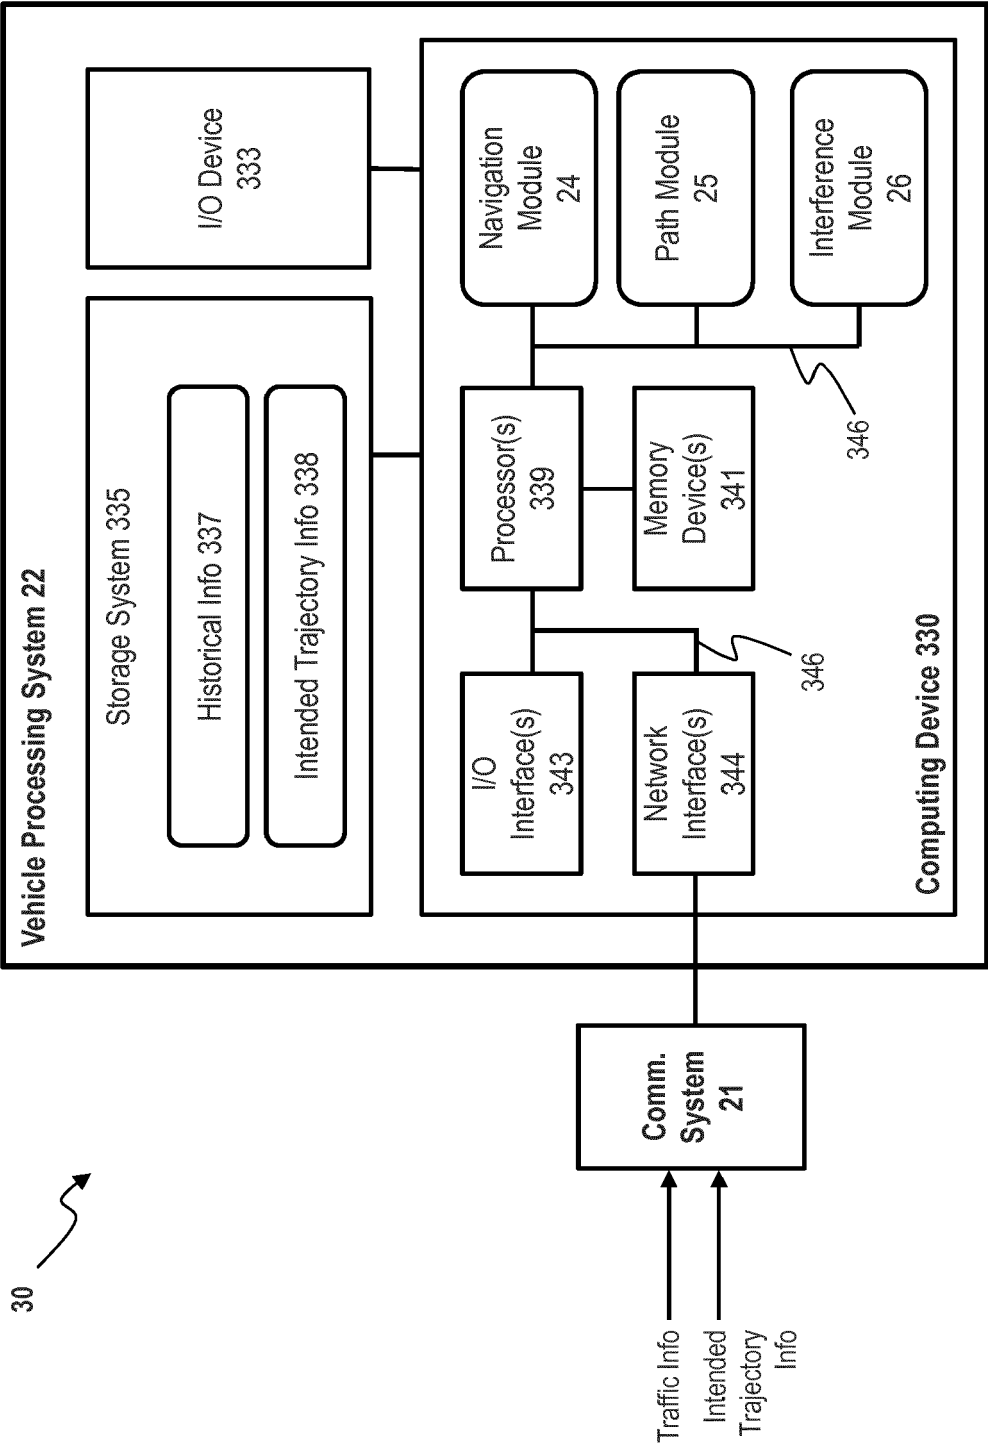 30
Vehicle Processing System 22
Storage System 335
Historical Info 337
Intended Trajectory Info 338
I/O Device
333
I/O
Interface(s)
343
Processor(s)
339
Navigation
Module
24
Network
Interface(s)
344
Memory
Device(s)
341
Path Module
25
Interference
Module
26
346
346
Computing Device 330
Comm.
System
21
Traffic Info
Intended
Trajectory
Info